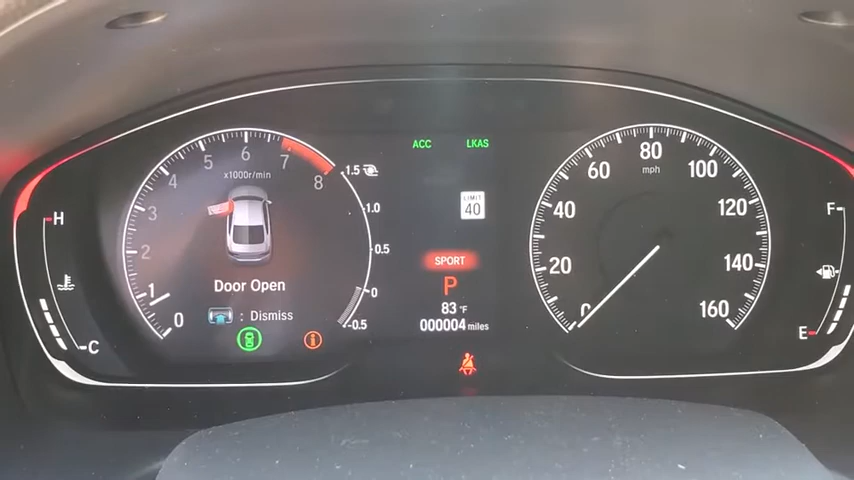 ACC LKAS
0 1 2 3 4 5 6 7 8
x1000r/min
1.5
1.0
0.5
0
-0.5
Door Open
: Dismiss
i
H
C
LIMIT
40
SPORT
P
83 °F
000004 miles
0 20 40 60 80 100 120 140 160
mph
F
E